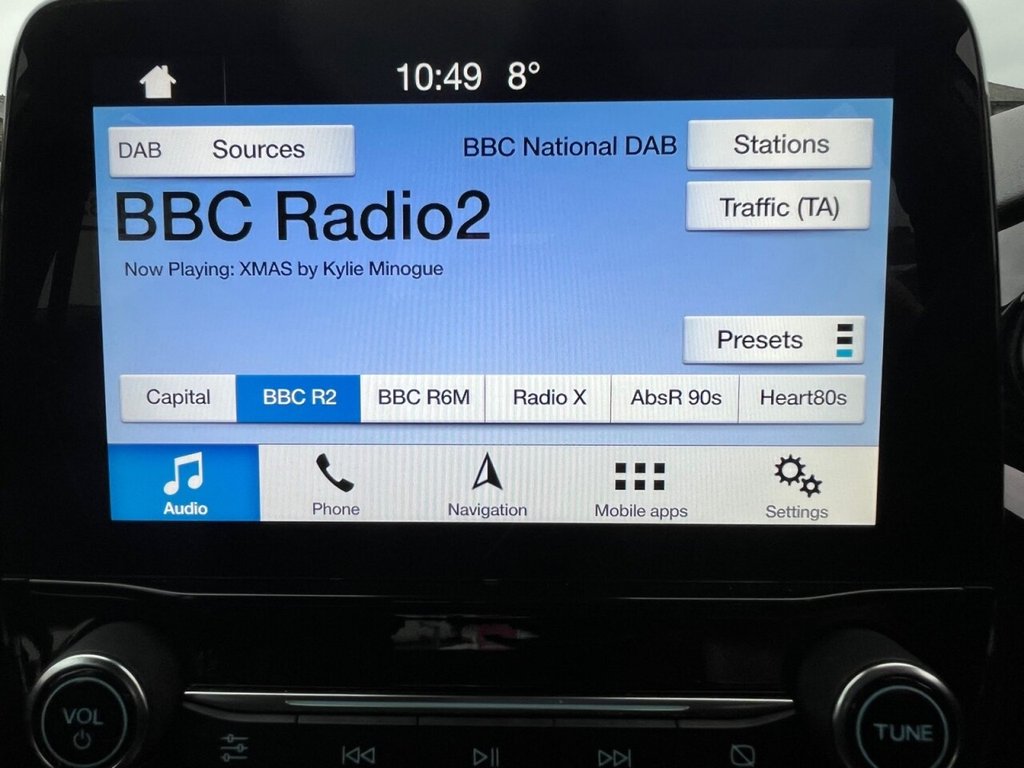 10:49 8°
DAB Sources
BBC National DAB
Stations
BBC Radio2
Traffic (TA)
Now Playing: XMAS by Kylie Minogue
Presets
Capital
BBC R2
BBC R6M
Radio X
AbsR 90s
Heart80s
Audio
Phone
Navigation
Mobile apps
Settings
VOL
TUNE